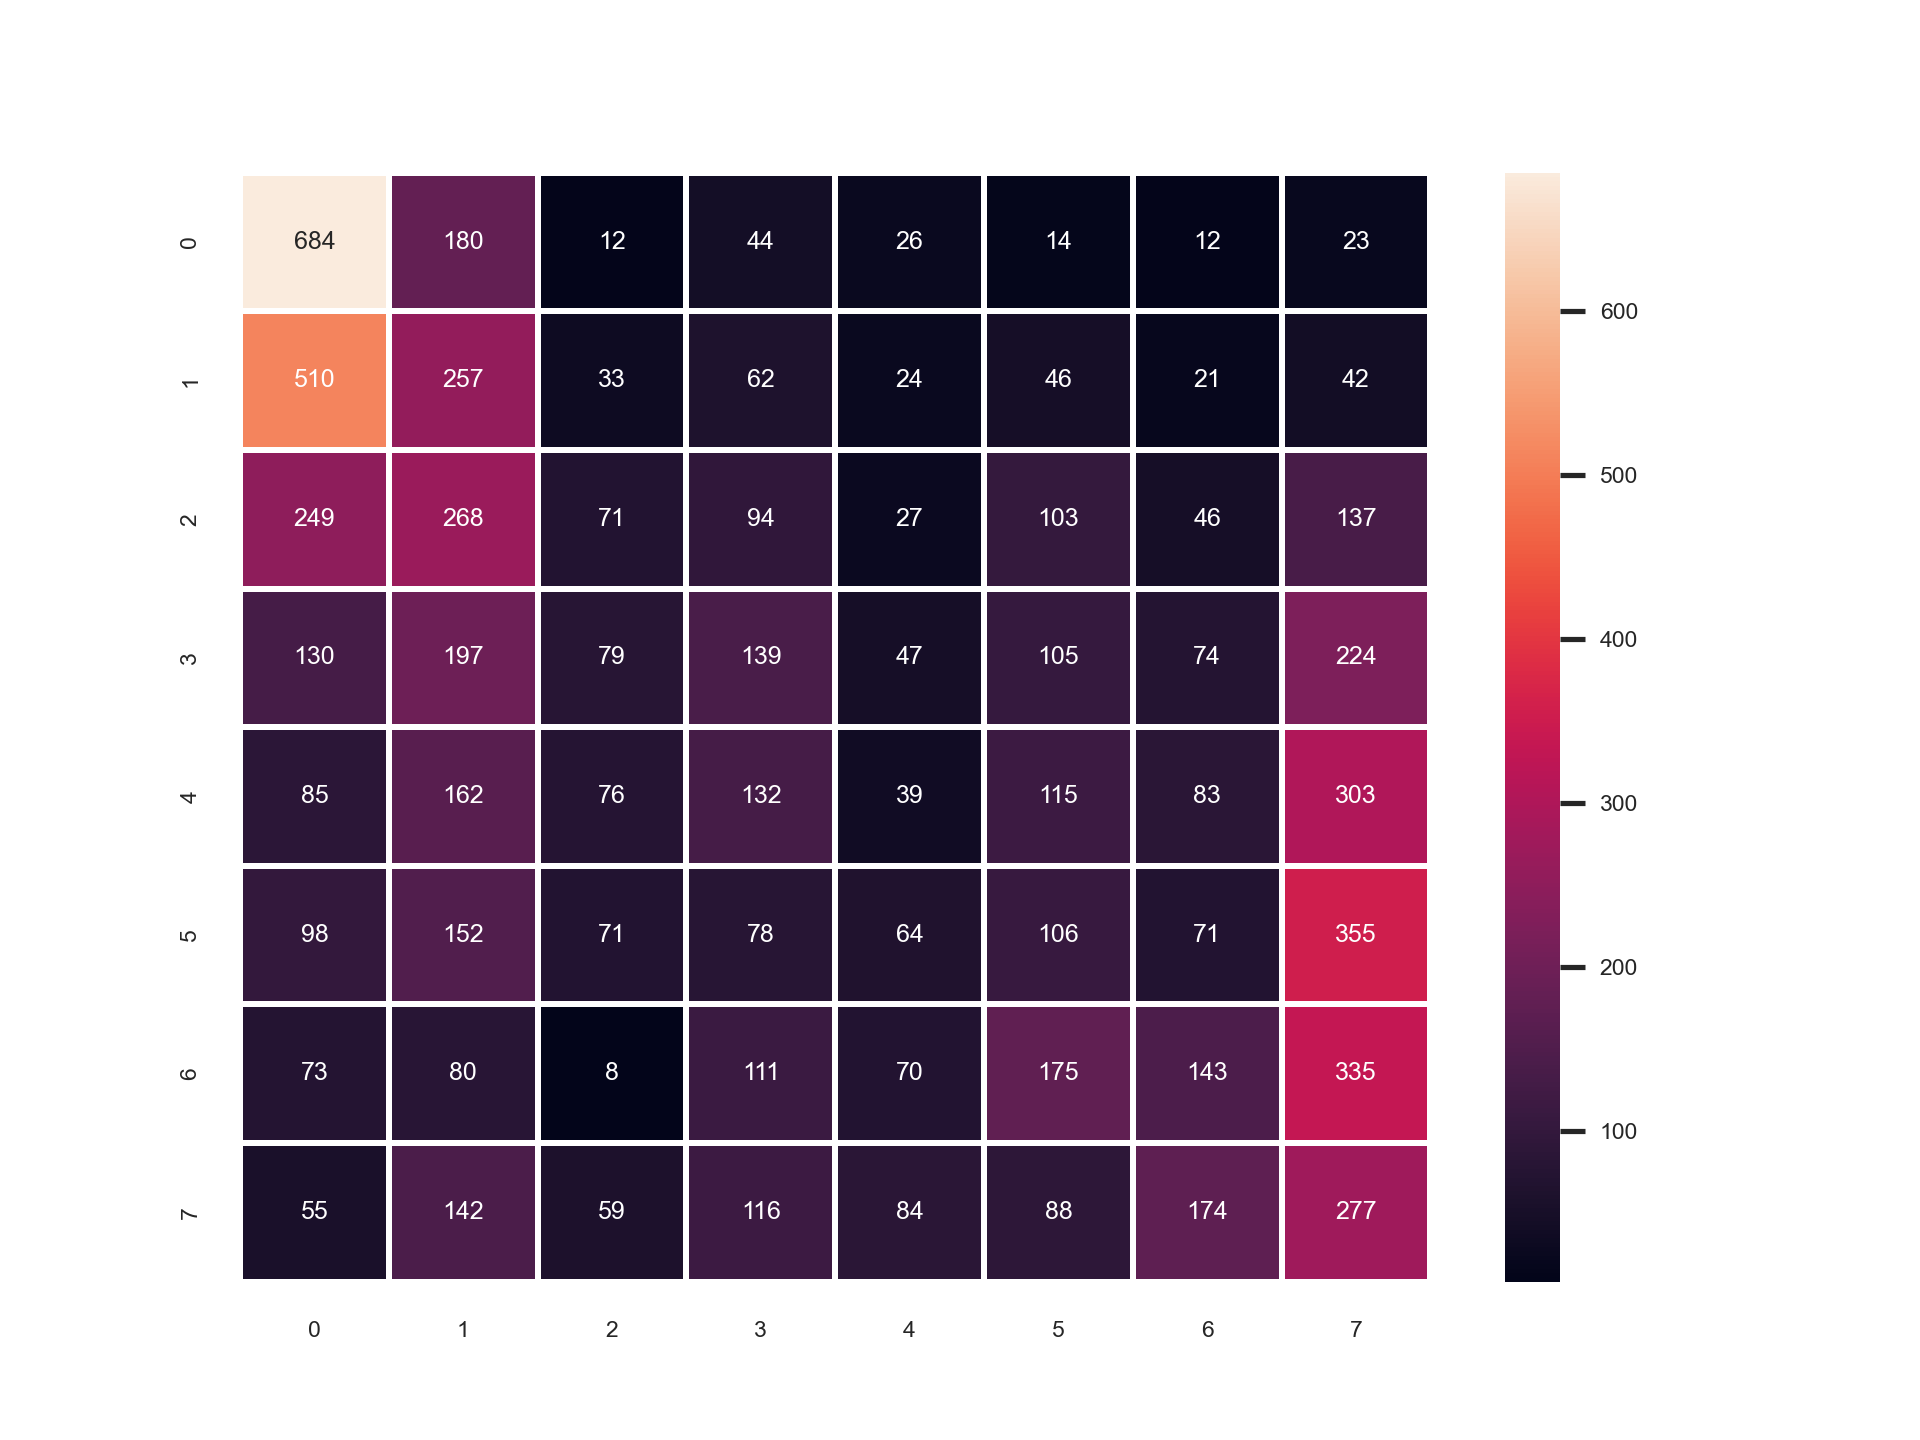 0 684 180 12 44 26 14 12 23
600
1 510 257 33 62 24 46 21 42
500
2 249 268 71 94 27 103 46 137
400
3 130 197 79 139 47 105 74 224
4 85 162 76 132 39 115 83 303
300
5 98 152 71 78 64 106 71 355
200
6 73 80 8 111 70 175 143 335
100
7 55 142 59 116 84 88 174 277
0 1 2 3 4 5 6 7